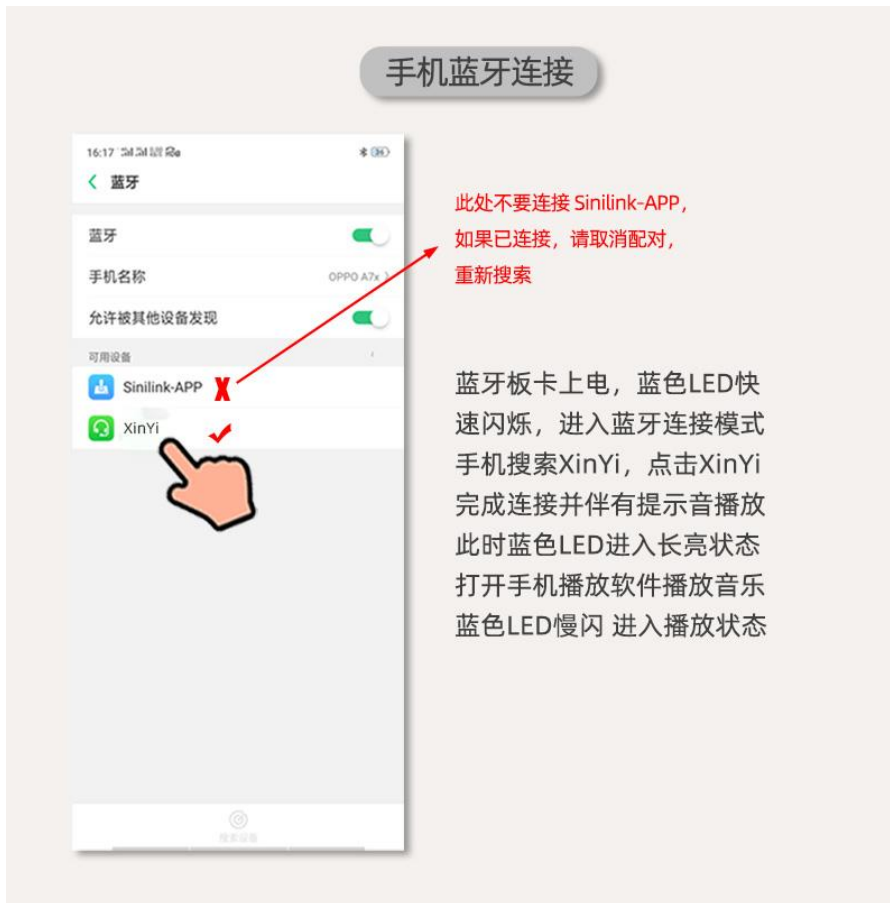 手机蓝牙连接
16:17
蓝牙
蓝牙
手机名称
OPPO A7x
允许被其他设备发现
可用设备
Sinilink-APP X
XinYi
搜索设备
此处不要连接 Sinilink-APP，
如果已连接，请取消配对，
重新搜索
蓝牙板卡上电，蓝色LED快
速闪烁，进入蓝牙连接模式
手机搜索XinYi，点击XinYi
完成连接并伴有提示音播放
此时蓝色LED进入长亮状态
打开手机播放软件播放音乐
蓝色LED慢闪 进入播放状态